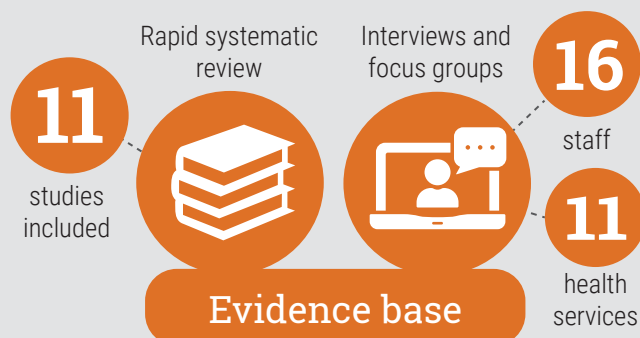 Rapid systematic
review
11
studies
included
Interviews and
focus groups
16
staff
11
health
services
Evidence base